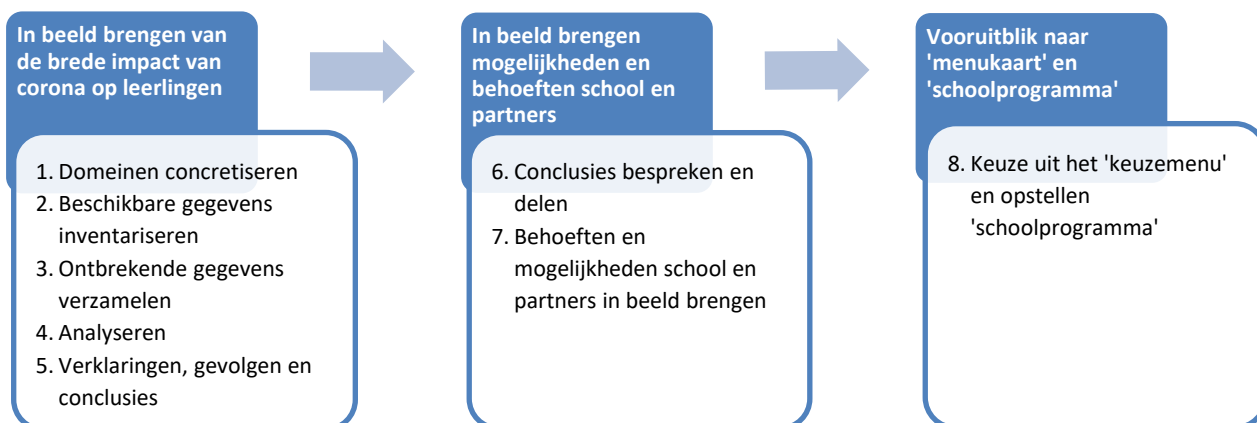 In beeld brengen van
de brede impact van
corona op leerlingen
1. Domeinen concretiseren
2. Beschikbare gegevens
inventariseren
3. Ontbrekende gegevens
verzamelen
4. Analyseren
5. Verklaringen, gevolgen en
conclusies
In beeld brengen
mogelijkheden en
behoeften school en
partners
6. Conclusies bespreken en
delen
7. Behoeften en
mogelijkheden school en
partners in beeld brengen
Vooruitblik naar
'menukaart' en
'schoolprogramma'
8. Keuze uit het 'keuzemenu'
en opstellen
'schoolprogramma'